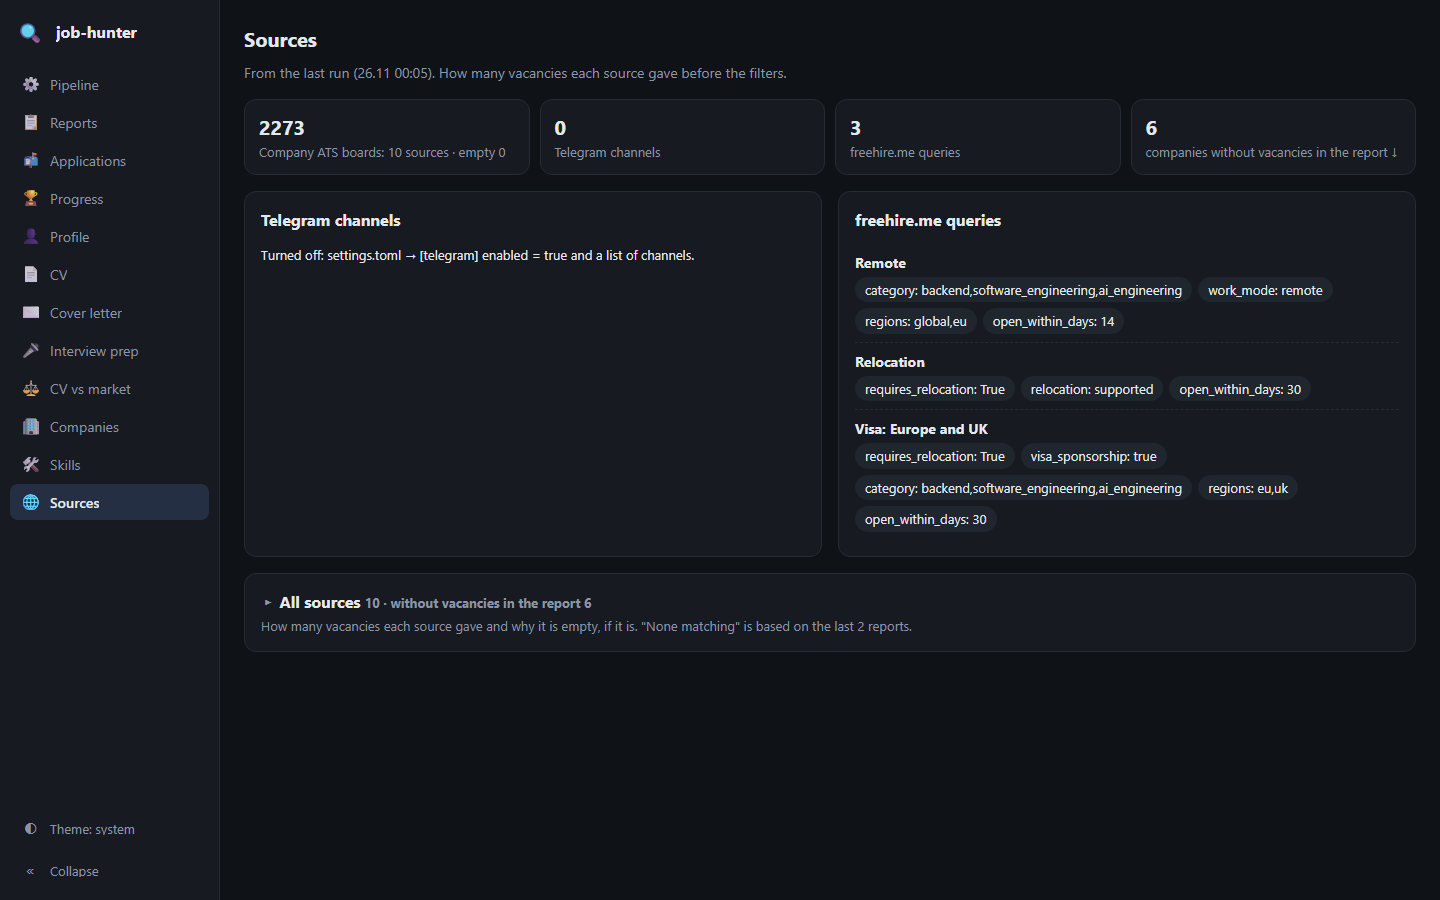 job-hunter
Pipeline
Reports
Applications
Progress
Profile
CV
Cover letter
Interview prep
CV vs market
Companies
Skills
Sources
Theme: system
« Collapse
Sources
From the last run (26.11 00:05). How many vacancies each source gave before the filters.
2273
Company ATS boards: 10 sources · empty 0
0
Telegram channels
3
freehire.me queries
6
companies without vacancies in the report ↓
Telegram channels
Turned off: settings.toml → [telegram] enabled = true and a list of channels.
freehire.me queries
Remote
category: backend,software_engineering,ai_engineering work_mode: remote
regions: global,eu open_within_days: 14
Relocation
requires_relocation: True relocation: supported open_within_days: 30
Visa: Europe and UK
requires_relocation: True visa_sponsorship: true
category: backend,software_engineering,ai_engineering regions: eu,uk
open_within_days: 30
▸ All sources 10 · without vacancies in the report 6
How many vacancies each source gave and why it is empty, if it is. "None matching" is based on the last 2 reports.